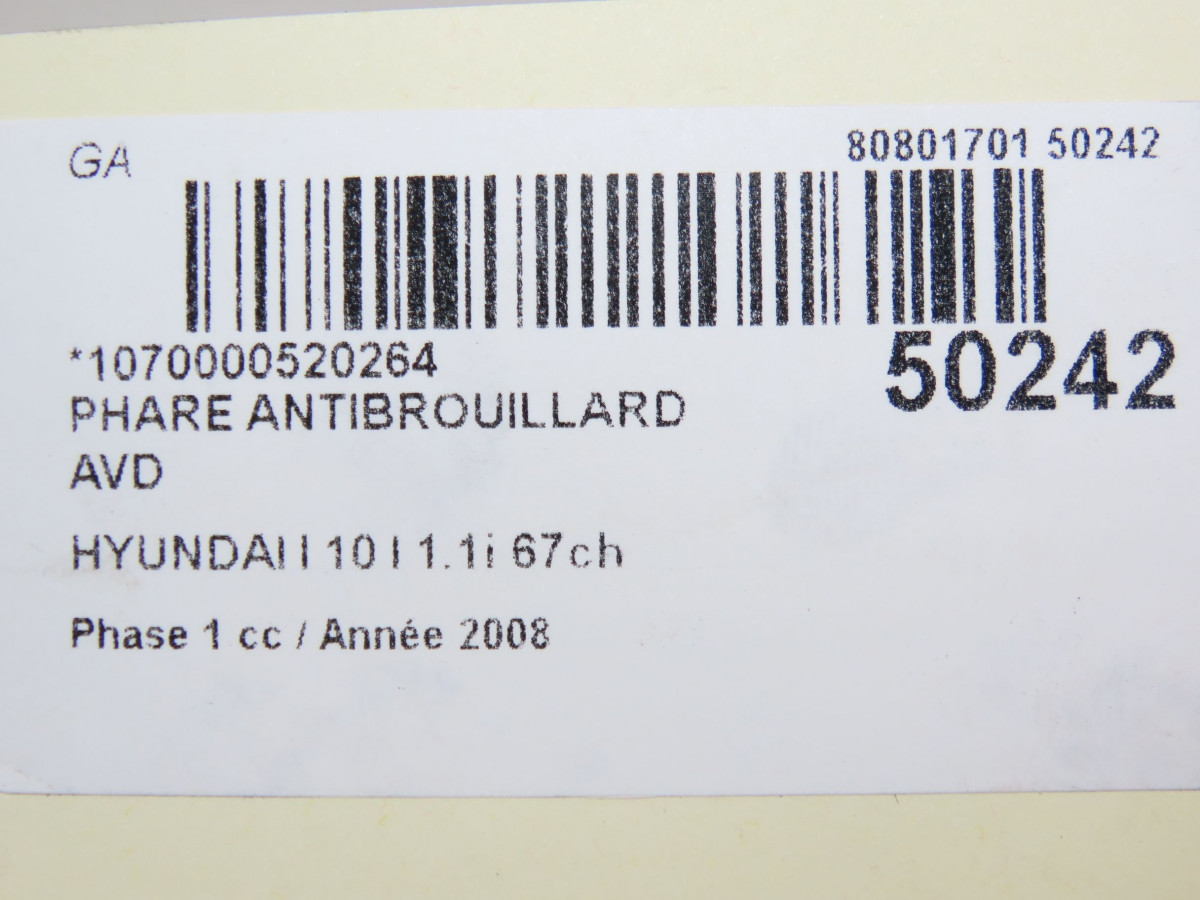 GA
80801701 50242
*1070000520264
50242
PHARE ANTIBROUILLARD
AVD
HYUNDAI I 10 I 1.1i 67ch
Phase 1 cc / Année 2008